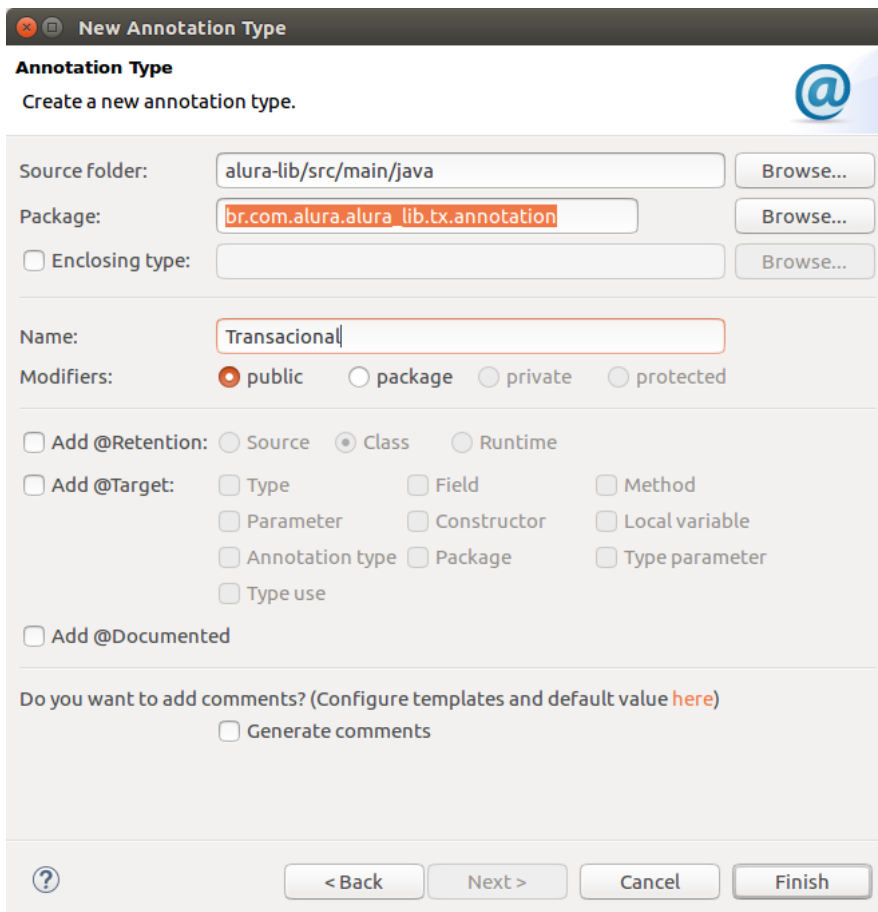 New Annotation Type
Annotation Type
Create a new annotation type.
@
Source folder: alura-lib/src/main/java Browse...
Package: br.com.alura.alura_lib.tx.annotation Browse...
Enclosing type: Browse...
Name: Transacional
Modifiers: public package private protected
Add @Retention: Source Class Runtime
Add @Target: Type Field Method
Parameter Constructor Local variable
Annotation type Package Type parameter
Type use
Add @Documented
Do you want to add comments? (Configure templates and default value here)
Generate comments
? < Back Next > Cancel Finish